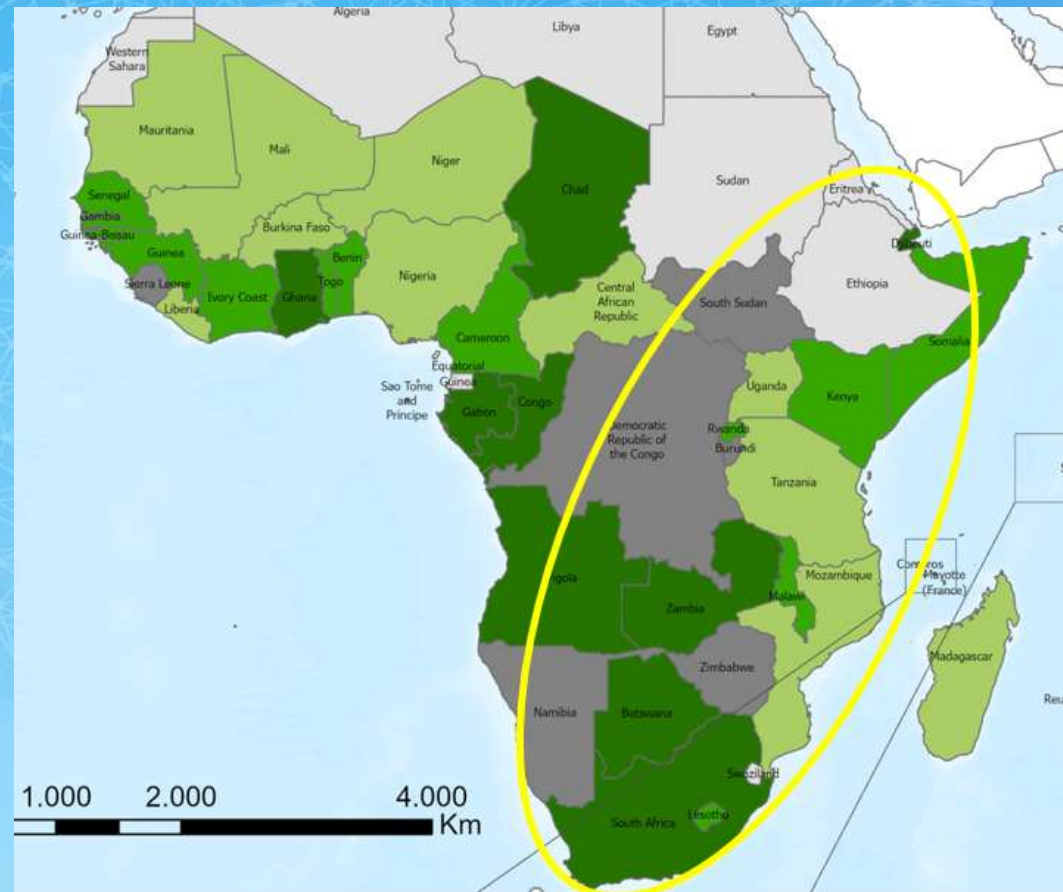 Algeria
Libya
Egypt
Western
Sahara
Mauritania
Mali
Niger
Chad
Sudan
Eritrea
Senegal
Gambia
Guinea-Bissau
Guinea
Sierra Leone
Liberia
Ivory Coast
Burkina Faso
Ghana
Togo
Benin
Nigeria
Cameroon
Central
African
Republic
South Sudan
Ethiopia
Djibouti
Somalia
Equatorial
Guinea
Sao Tome
and
Principe
Gabon
Congo
Democratic
Republic of
the Congo
Uganda
Kenya
Rwanda
Burundi
Tanzania
Comoros
Mayotte
(France)
Zambia
Malawi
Mozambique
Madagascar
Zimbabwe
Namibia
Botswana
Swaziland
Lesotho
South Africa
1.000 2.000 4.000
Km